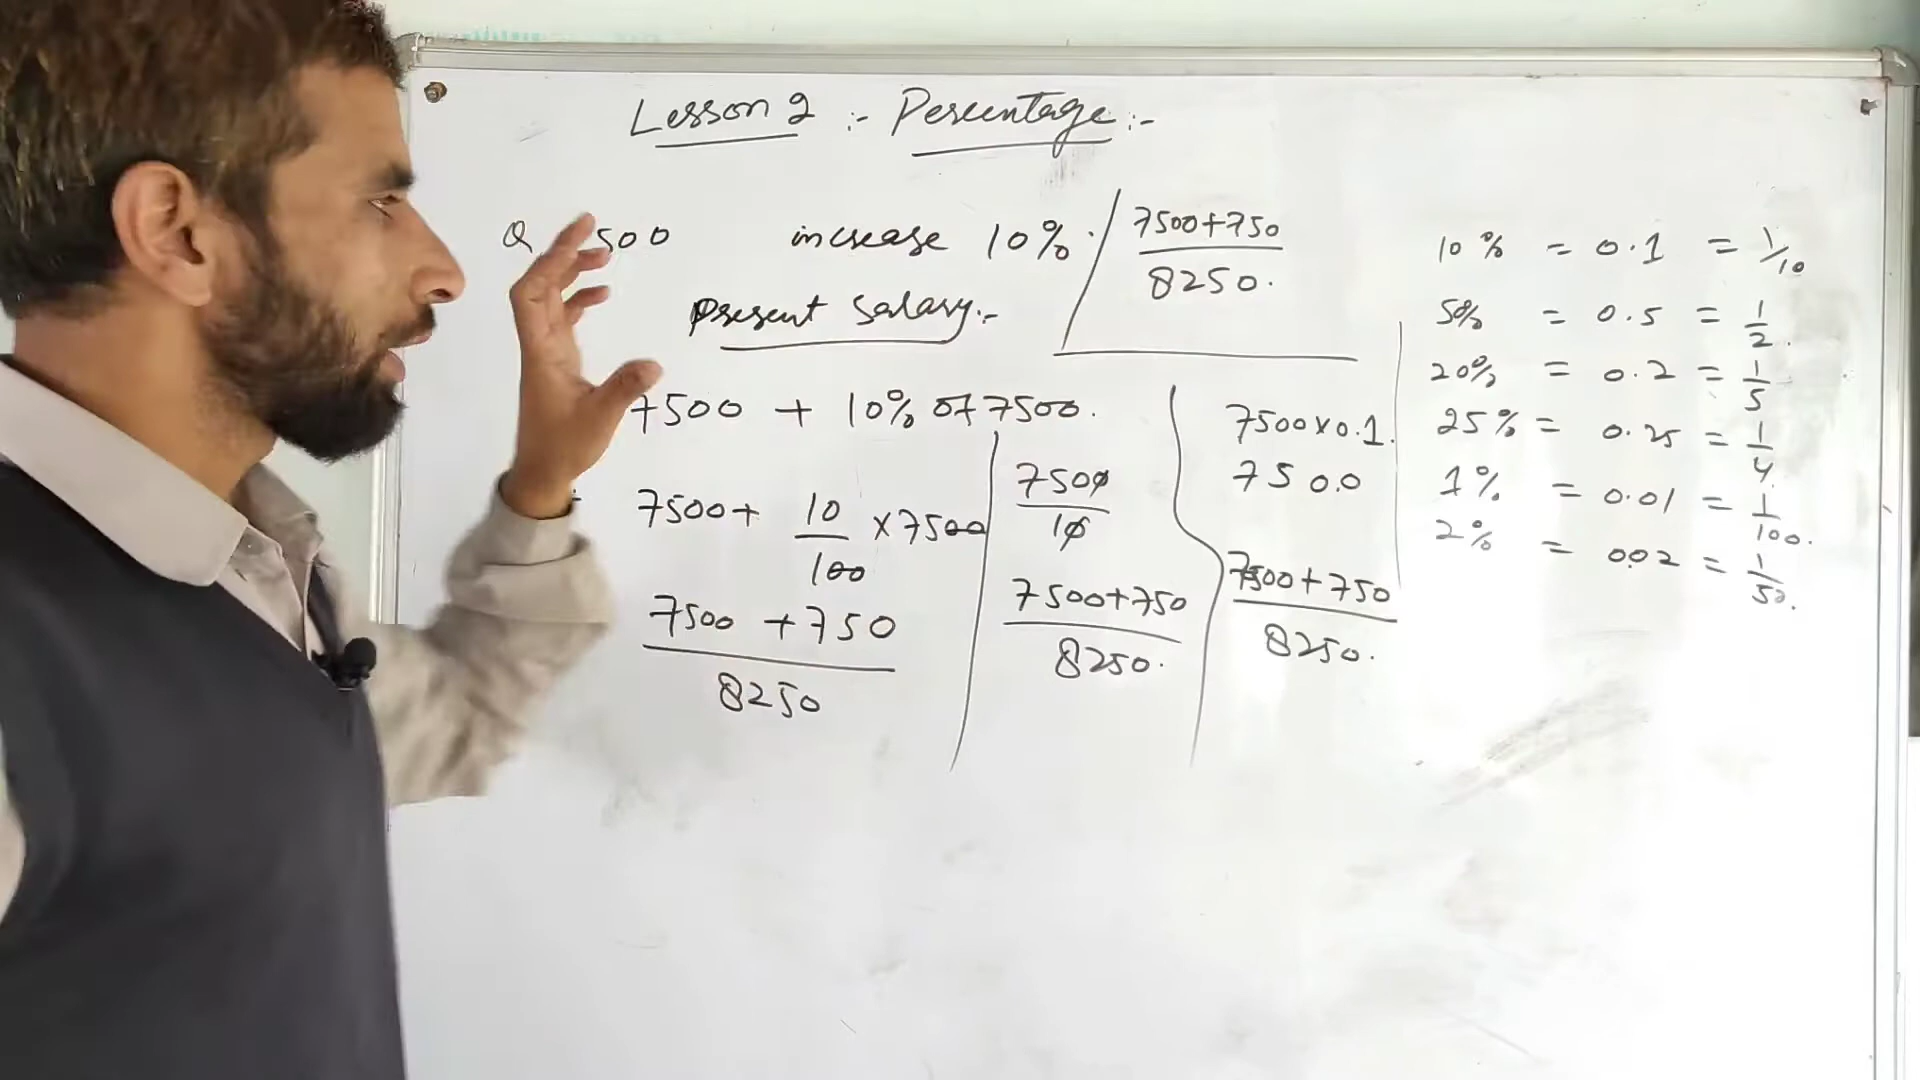 Lesson 2 :- Percentage :-
Q 500 increase 10%.
Present Salary:-
7500+750
8250.
7500 + 10% of 7500.
7500+ 10/100 ×7500
7500 +750
8250
7500
10
7500+750
8250.
7500×0.1.
750.0
7500+750
8250.
10% = 0.1 = 1/10
50% = 0.5 = 1/2.
20% = 0.2 = 1/5
25% = 0.25 = 1/4
1% = 0.01 = 1/100.
2% = 0.02 = 1/50.